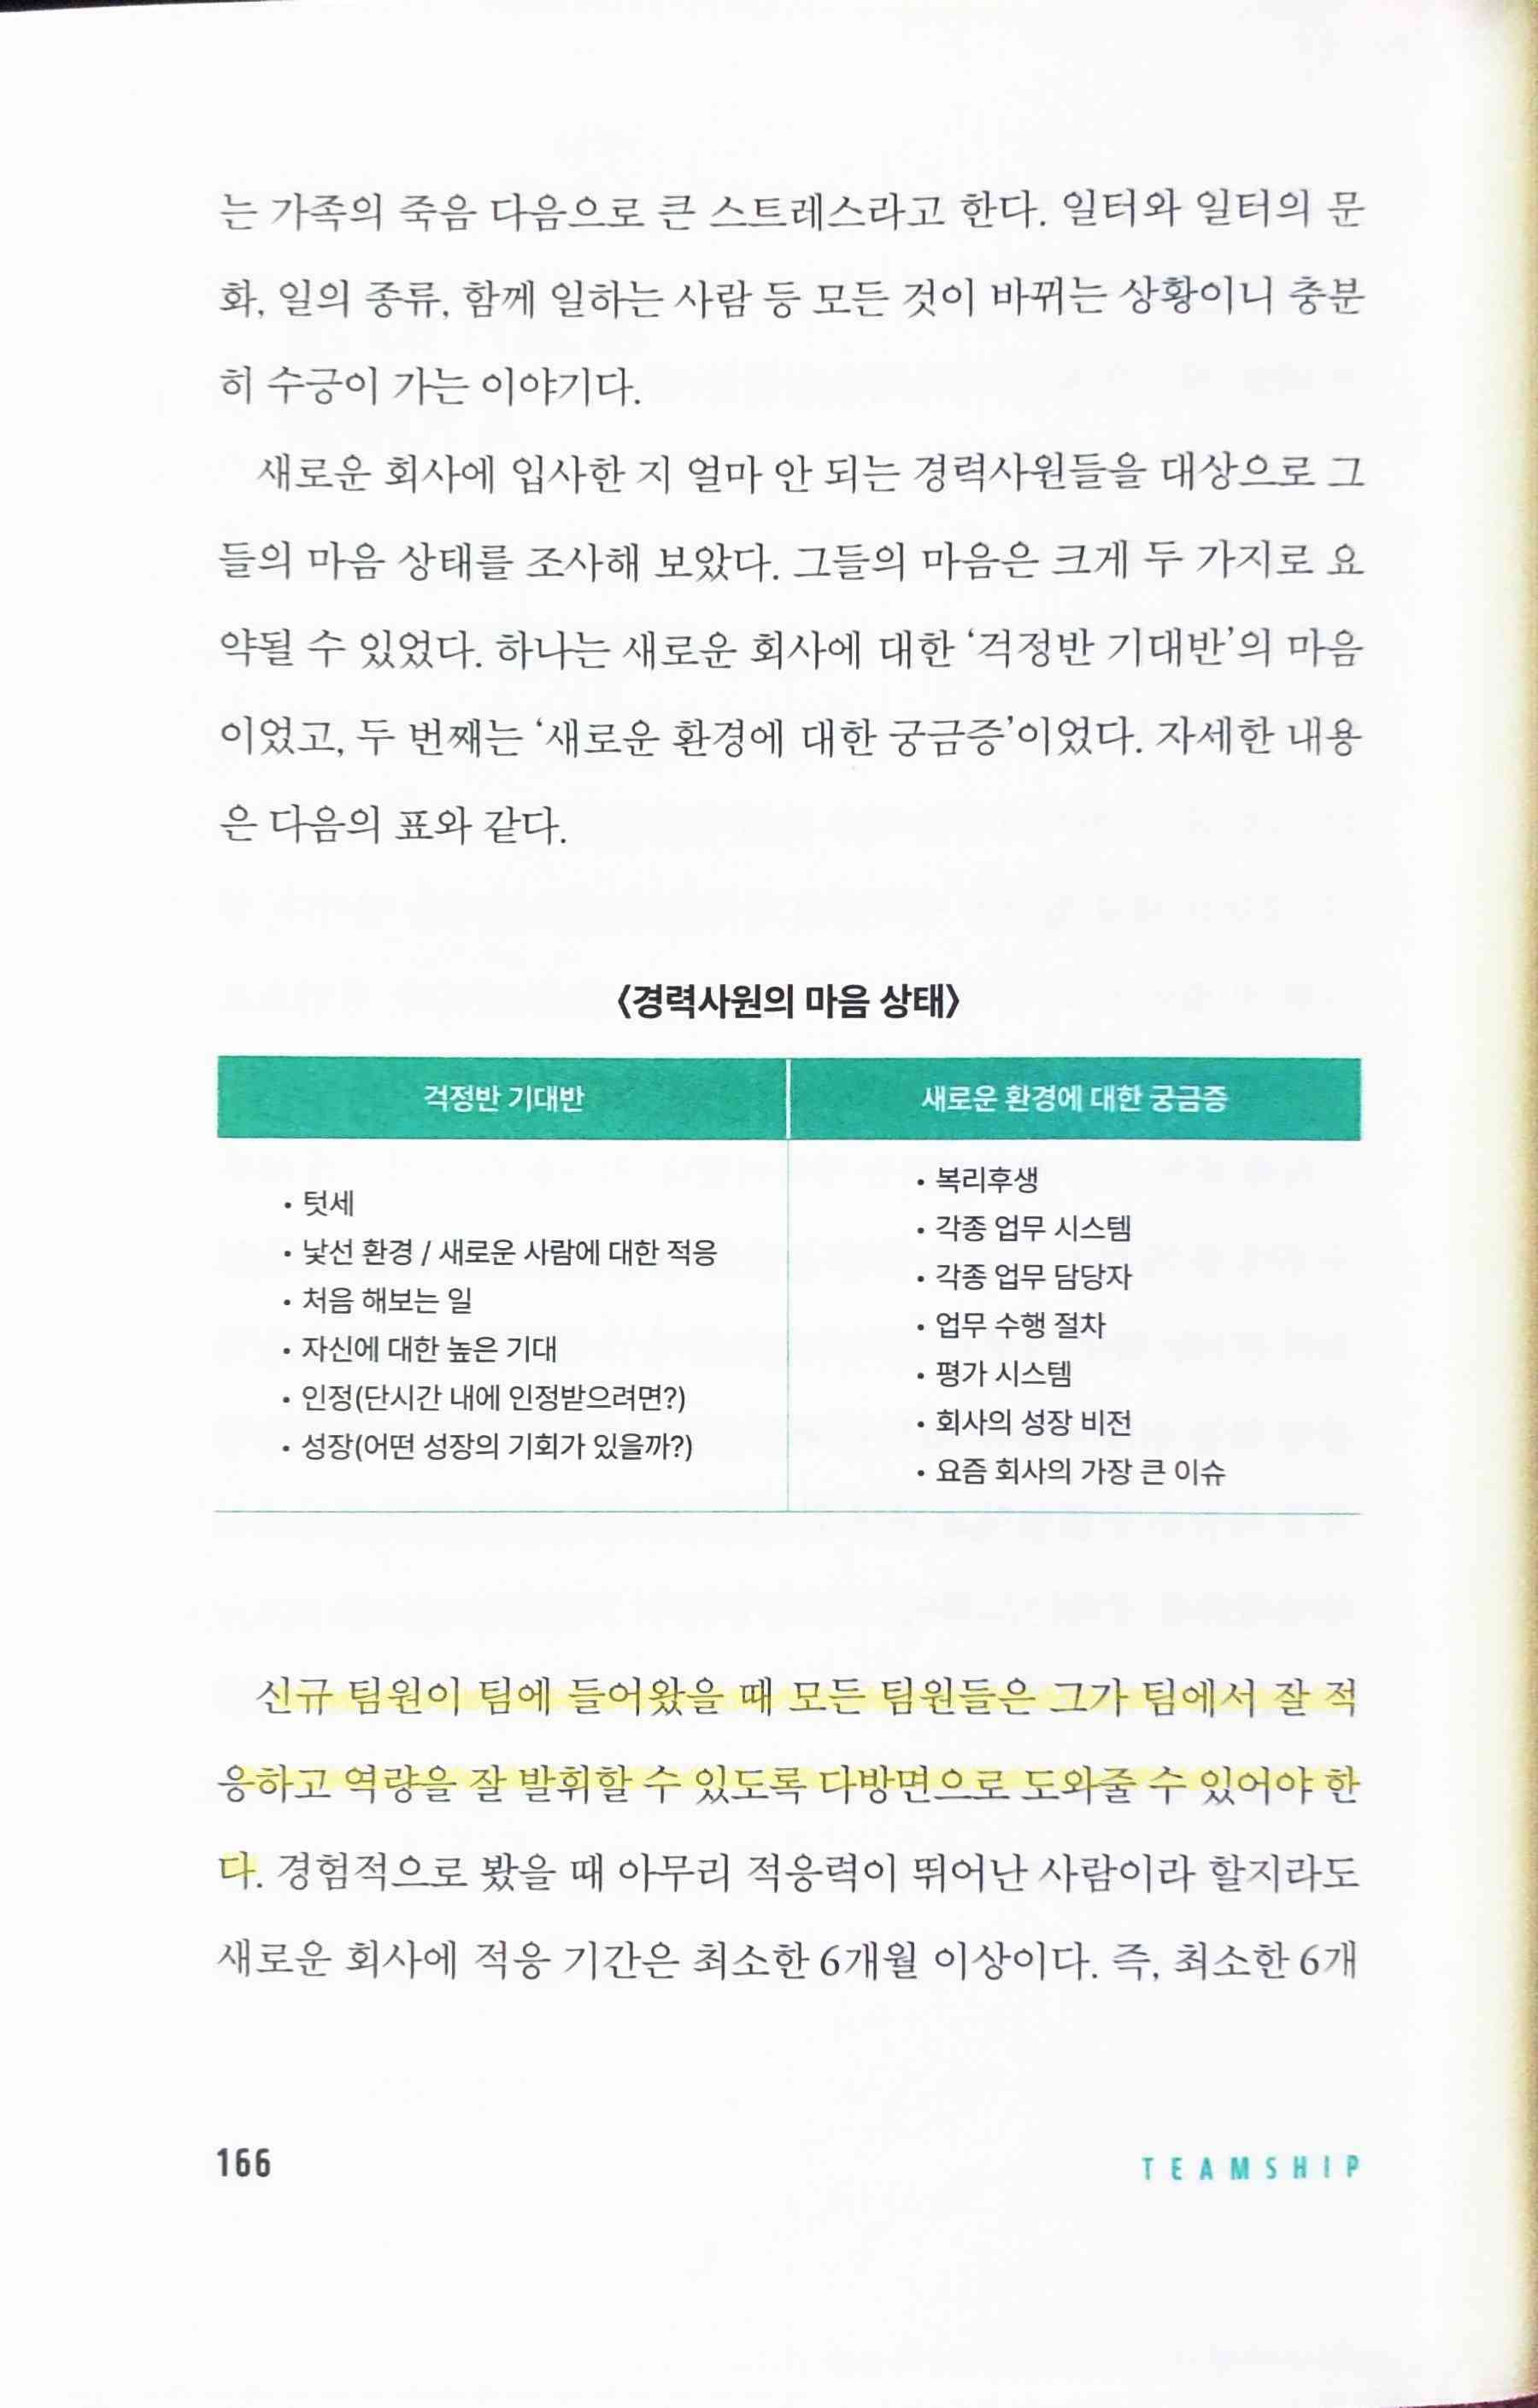 는 가족의 죽음 다음으로 큰 스트레스라고 한다. 일터와 일터의 문
화, 일의 종류, 함께 일하는 사람 등 모든 것이 바뀌는 상황이니 충분
히 수긍이 가는 이야기다.
새로운 회사에 입사한 지 얼마 안 되는 경력사원들을 대상으로 그
들의 마음 상태를 조사해 보았다. 그들의 마음은 크게 두 가지로 요
약될 수 있었다. 하나는 새로운 회사에 대한 ‘걱정반 기대반’의 마음
이었고, 두 번째는 ‘새로운 환경에 대한 궁금증’이었다. 자세한 내용
은 다음의 표와 같다.
〈경력사원의 마음 상태〉
걱정반 기대반
• 텃세
• 낯선 환경 / 새로운 사람에 대한 적응
• 처음 해보는 일
• 자신에 대한 높은 기대
• 인정(단시간 내에 인정받으려면?)
• 성장(어떤 성장의 기회가 있을까?)
새로운 환경에 대한 궁금증
• 복리후생
• 각종 업무 시스템
• 각종 업무 담당자
• 업무 수행 절차
• 평가 시스템
• 회사의 성장 비전
• 요즘 회사의 가장 큰 이슈
신규 팀원이 팀에 들어왔을 때 모든 팀원들은 그가 팀에서 잘 적
응하고 역량을 잘 발휘할 수 있도록 다방면으로 도와줄 수 있어야 한
다. 경험적으로 봤을 때 아무리 적응력이 뛰어난 사람이라 할지라도
새로운 회사에 적응 기간은 최소한 6개월 이상이다. 즉, 최소한 6개
166
TEAMSHIP